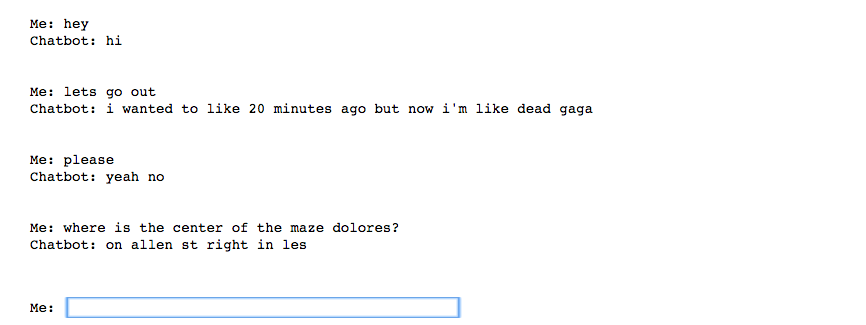 Me: hey
Chatbot: hi
Me: lets go out
Chatbot: i wanted to like 20 minutes ago but now i'm like dead gaga
Me: please
Chatbot: yeah no
Me: where is the center of the maze dolores?
Chatbot: on allen st right in les
Me: